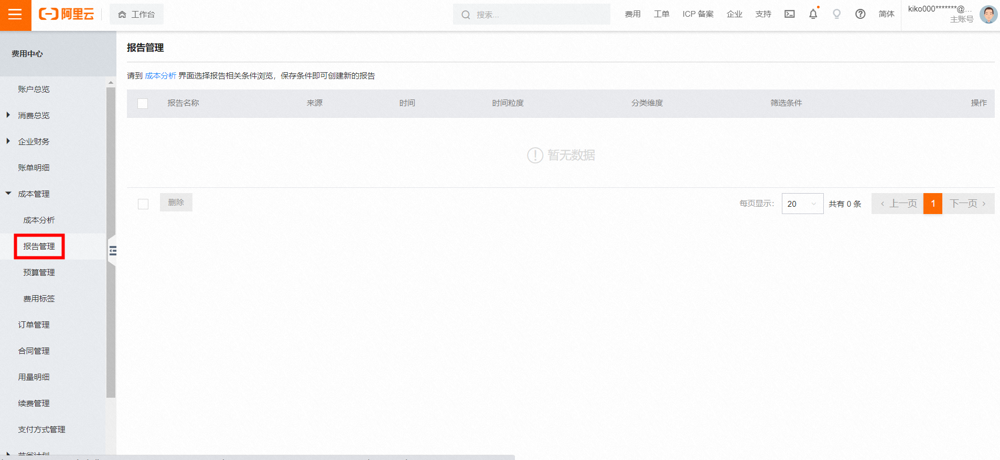 阿里云
工作台
搜索...
费用
工单
ICP 备案
企业
支持
简体
kiko000*******@...
主账号
费用中心
账户总览
消费总览
企业财务
账单明细
成本管理
成本分析
报告管理
预算管理
费用标签
订单管理
合同管理
用量明细
续费管理
支付方式管理
报告管理
请到 成本分析 界面选择报告相关条件浏览，保存条件即可创建新的报告
报告名称 来源 时间 时间粒度 分类维度 筛选条件 操作
暂无数据
删除
每页显示： 20 共有 0 条 上一页 1 下一页